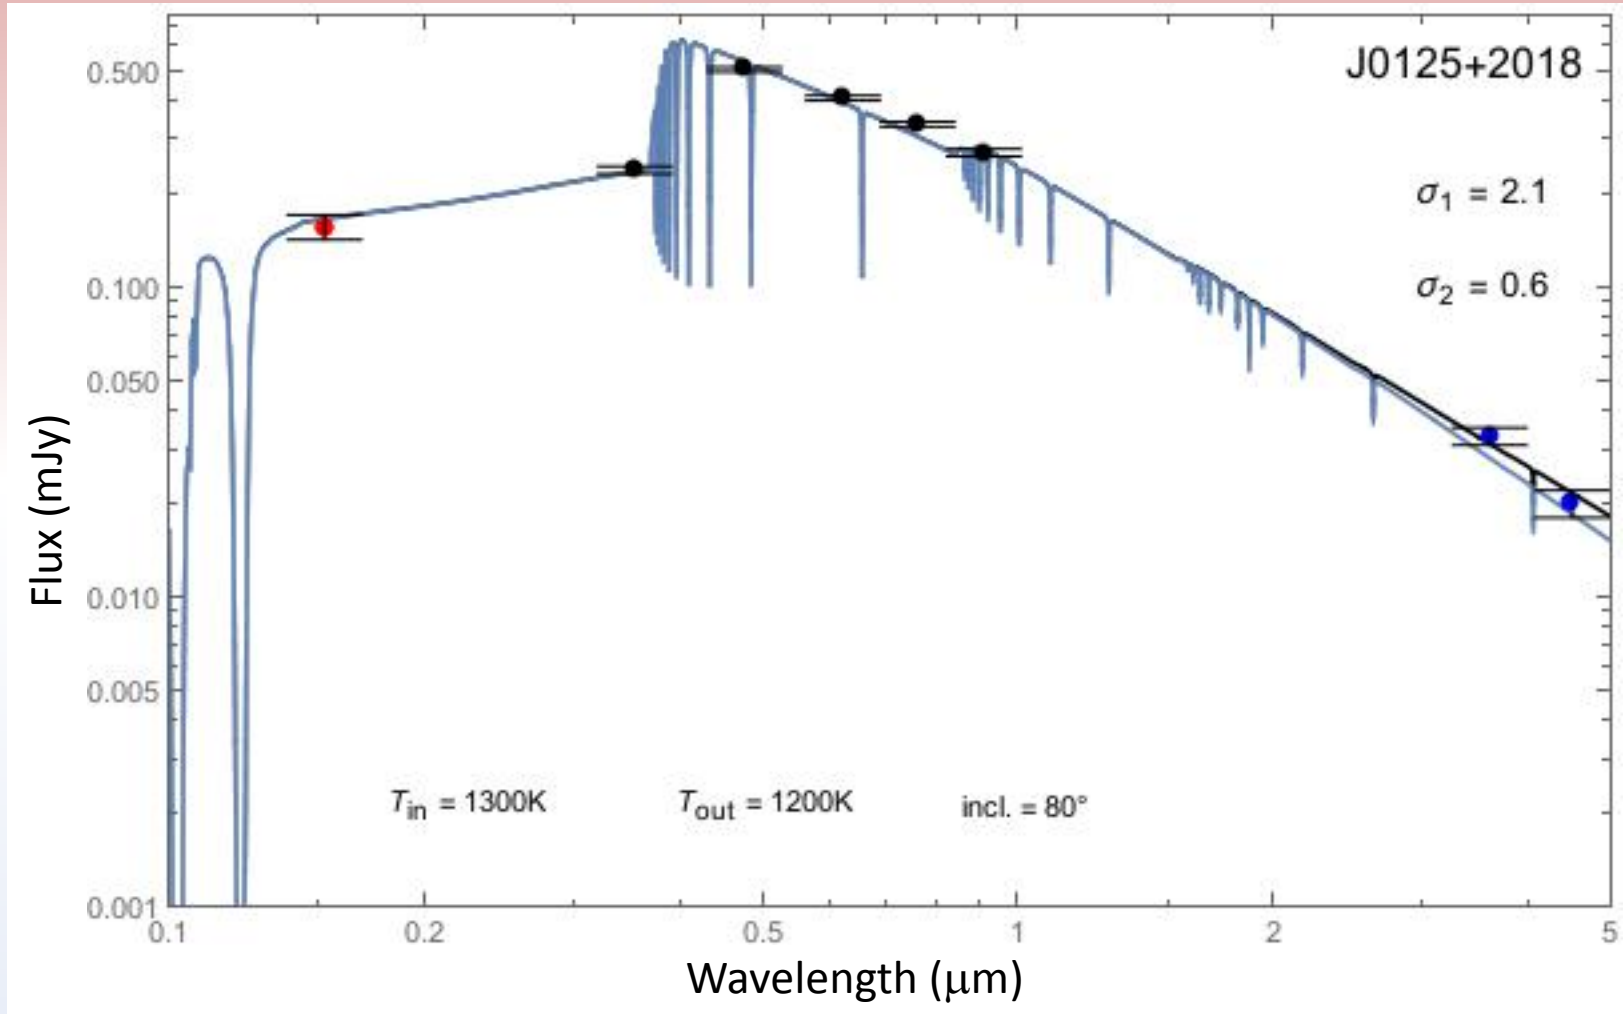 J0125+2018
σ1 = 2.1
σ2 = 0.6
Tin = 1300K Tout = 1200K incl. = 80°
Flux (mJy)
0.500
0.100
0.050
0.010
0.005
0.001
0.1 0.2 0.5 1 2 5
Wavelength (μm)